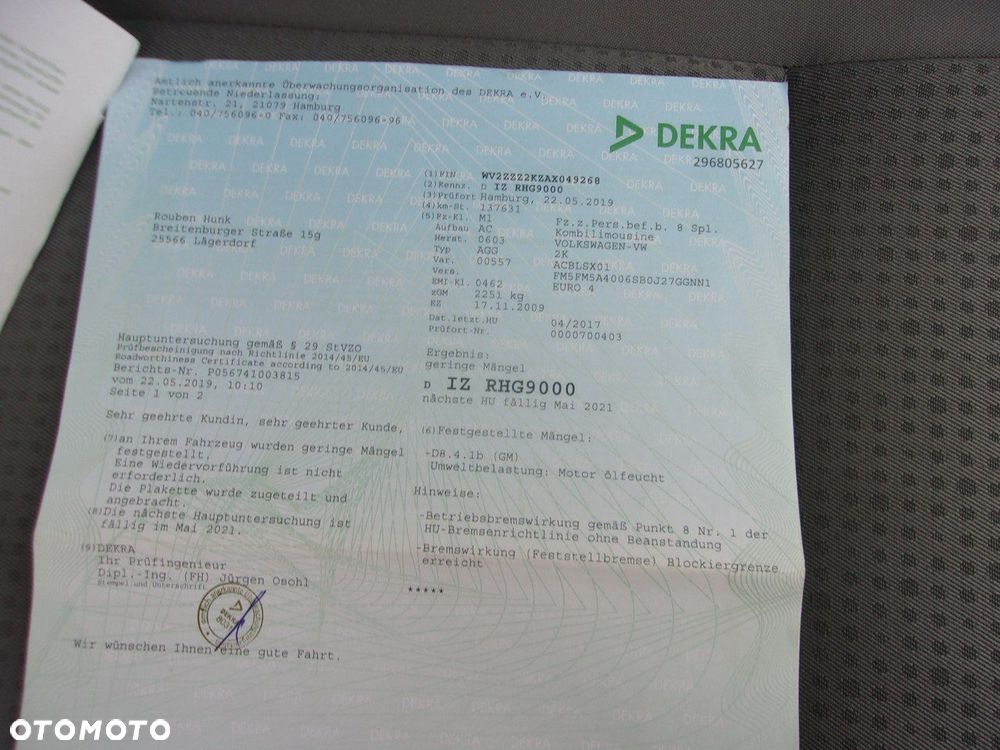 Amtlich anerkannte Überwachungsorganisation des DEKRA e.V.
Betreuende Niederlassung:
Nartenstr. 21, 21079 Hamburg
Tel.: 040/756096-0 Fax: 040/756096-96
DEKRA
296805627
(1)FIN WV2ZZZ2KZAX049268
(2)Kennz. D IZ RHG9000
(3)Prüfort Hamburg, 22.05.2019
(4)km-St. 137631
(5)Fz-Kl. M1 Fz.z.Pers.bef.b. 8 Spl.
Aufbau AC Kombilimousine
Herst. 0603 VOLKSWAGEN-VW
Typ AGG 2K
Var. 00557 ACBLSX01
Vers. FM5FM5A4006SB0J27GGNN1
EMI-Kl. 0462 EURO 4
zGM 2251 kg
EZ 17.11.2009
Dat.letzt.HU 04/2017
Prüfort-Nr. 0000700403
Rouben Hunk
Breitenburger Straße 15g
25566 Lägerdorf
Hauptuntersuchung gemäß § 29 StVZO
Prüfbescheinigung nach Richtlinie 2014/45/EU
Roadworthiness Certificate according to 2014/45/EU
Berichts-Nr. P056741003815
vom 22.05.2019, 10:10
Seite 1 von 2
Ergebnis:
geringe Mängel
D IZ RHG9000
nächste HU fällig Mai 2021
Sehr geehrte Kundin, sehr geehrter Kunde,
(7)an Ihrem Fahrzeug wurden geringe Mängel
festgestellt.
Eine Wiedervorführung ist nicht
erforderlich.
Die Plakette wurde zugeteilt und
angebracht.
(8)Die nächste Hauptuntersuchung ist
fällig im Mai 2021.
(9)DEKRA
Ihr Prüfingenieur
Dipl.-Ing. (FH) Jürgen Osohl
Stempel und Unterschrift
(6)Festgestellte Mängel:
-D8.4.1b (GM)
Umweltbelastung: Motor ölfeucht
Hinweise:
-Betriebsbremswirkung gemäß Punkt 8 Nr. 1 der
HU-Bremsenrichtlinie ohne Beanstandung
-Bremswirkung (Feststellbremse) Blockiergrenze
erreicht
*****
DEKRA
Wir wünschen Ihnen eine gute Fahrt.
OTOMOTO